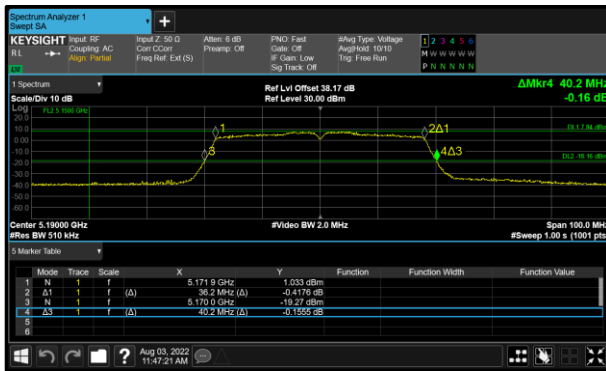 Spectrum Analyzer 1
Swept SA
+
KEYSIGHT Input: RF Input Z: 50 Ω Atten: 6 dB PNO: Fast #Avg Type: Voltage 1 2 3 4 5 6
RL Coupling: AC Corr CCorr Preamp: Off Gate: Off Avg|Hold: 10/10 M W W W W W
Align: Partial Freq Ref: Ext (S) IF Gain: Low Trig: Free Run
Sig Track: Off P N N N N N
1 Spectrum Ref Lvl Offset 38.17 dB ΔMkr4 40.2 MHz
Scale/Div 10 dB Ref Level 30.00 dBm -0.16 dB
Log
20.0
10.0 1 2Δ1 DL1 7.84 dBm
0.00
-10.0 3 4Δ3
-20.0 DL2 -18.16 dBm
-30.0
-40.0
-50.0
-60.0
Center 5.19000 GHz #Video BW 2.0 MHz Span 100.0 MHz
#Res BW 510 kHz #Sweep 1.00 s (1001 pts)
5 Marker Table
Mode Trace Scale X Y Function Function Width Function Value
1 N 1 f 5.171 9 GHz 1.033 dBm
2 Δ1 1 f (Δ) 36.2 MHz (Δ) -0.4176 dB
3 N 1 f 5.170 0 GHz -19.27 dBm
4 Δ3 1 f (Δ) 40.2 MHz (Δ) -0.1555 dB
5
6
? Aug 03, 2022
11:47:21 AM